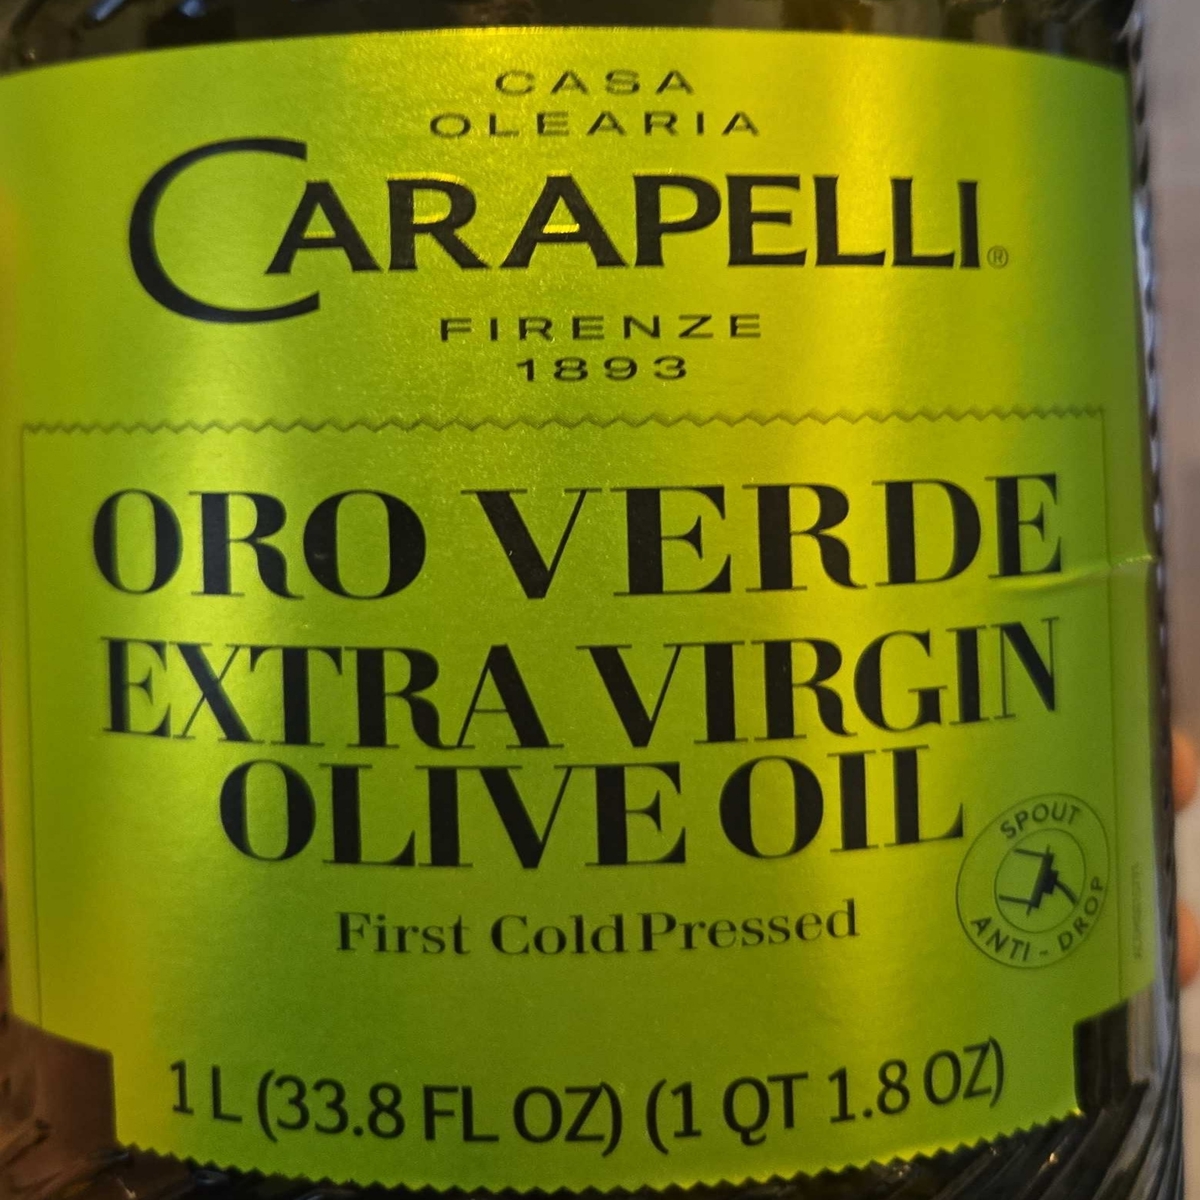 CASA
OLEARIA
CARAPELLI®
FIRENZE
1893
ORO VERDE
EXTRA VIRGIN
OLIVE OIL
SPOUT
ANTI-DROP
First Cold Pressed
1 L (33.8 FL OZ) (1 QT 1.8 OZ)